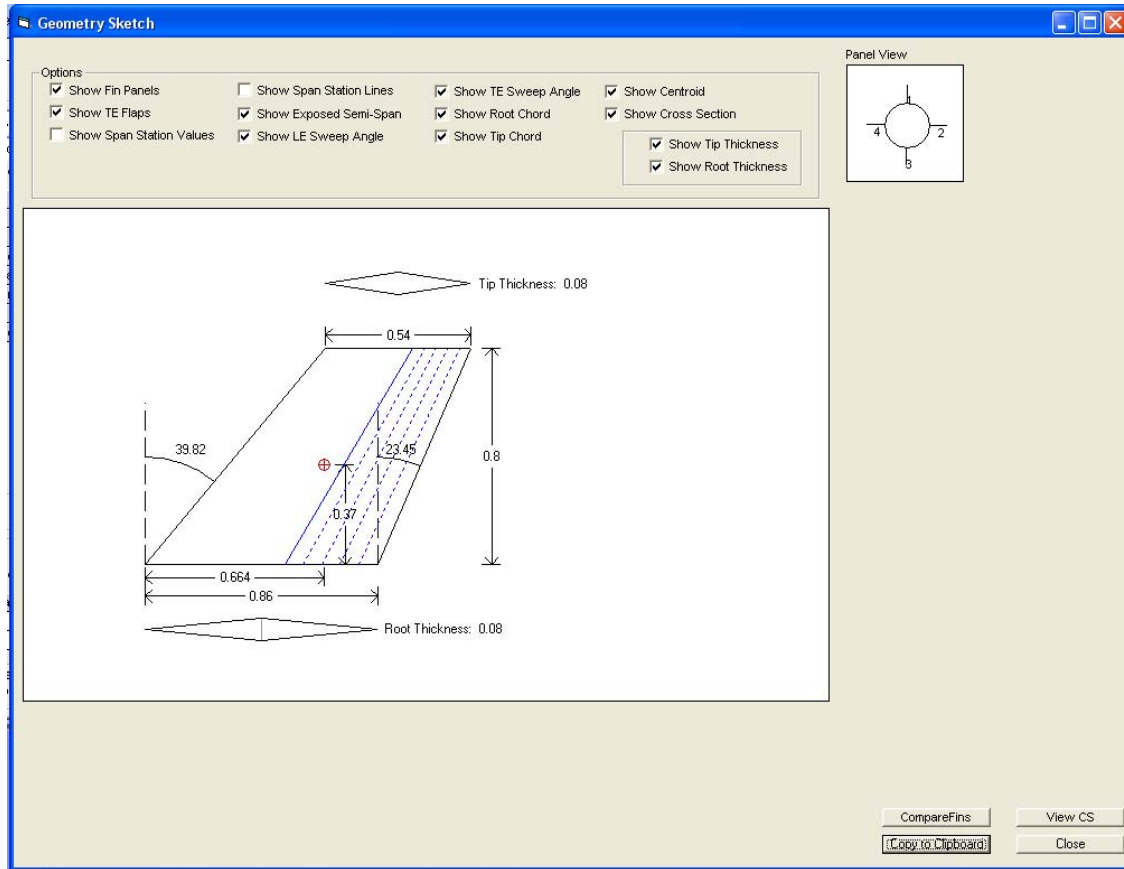 Geometry Sketch
Panel View
Options
Show Fin Panels
Show Span Station Lines
Show TE Sweep Angle
Show Centroid
Show TE Flaps
Show Exposed Semi-Span
Show Root Chord
Show Cross Section
Show Span Station Values
Show LE Sweep Angle
Show Tip Chord
Show Tip Thickness
Show Root Thickness
1
4
2
3
Tip Thickness: 0.08
0.54
39.82
23.45
0.8
0.37
0.664
0.86
Root Thickness: 0.08
CompareFins
View CS
Copy to Clipboard
Close